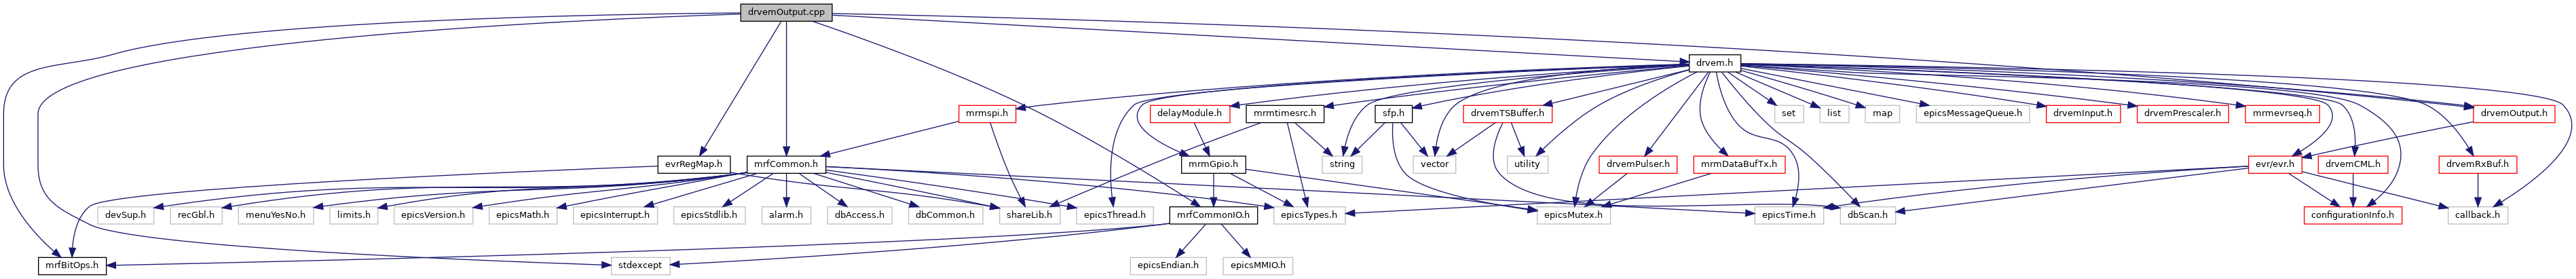 drvemOutput.cpp
drvem.h
mrmspi.h
delayModule.h
mrmtimesrc.h
sfp.h
drvemTSBuffer.h
set
list
map
epicsMessageQueue.h
drvemInput.h
drvemPrescaler.h
mrmevrseq.h
drvemOutput.h
evrRegMap.h
mrfCommon.h
mrmGpio.h
string
vector
utility
drvemPulser.h
mrmDataBufTx.h
evr/evr.h
drvemCML.h
drvemRxBuf.h
devSup.h
recGbl.h
menuYesNo.h
limits.h
epicsVersion.h
epicsMath.h
epicsInterrupt.h
epicsStdlib.h
alarm.h
dbAccess.h
dbCommon.h
shareLib.h
epicsThread.h
mrfCommonIO.h
epicsTypes.h
epicsMutex.h
epicsTime.h
dbScan.h
configurationInfo.h
callback.h
mrfBitOps.h
stdexcept
epicsEndian.h
epicsMMIO.h